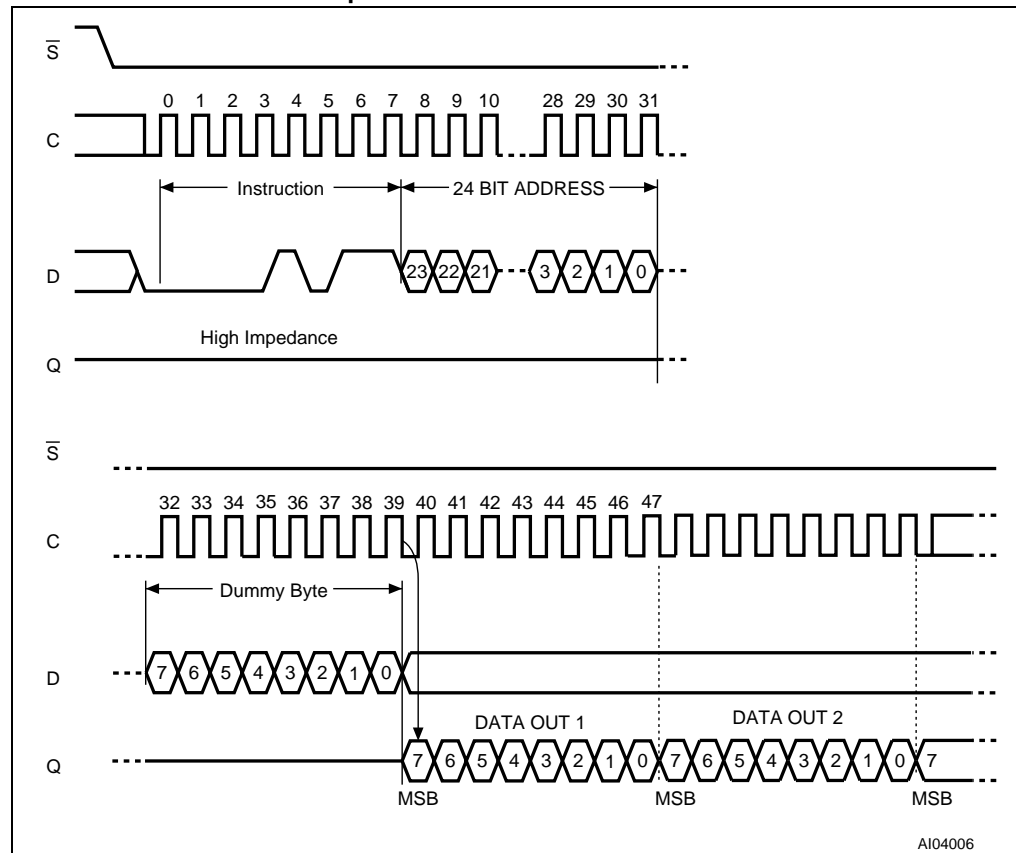 S
0 1 2 3 4 5 6 7 8 9 10 28 29 30 31
C
Instruction 24 BIT ADDRESS
D 23 22 21 3 2 1 0
High Impedance
Q
S
32 33 34 35 36 37 38 39 40 41 42 43 44 45 46 47
C
Dummy Byte
D 7 6 5 4 3 2 1 0
DATA OUT 1 DATA OUT 2
Q 7 6 5 4 3 2 1 0 7 6 5 4 3 2 1 0 7
MSB MSB MSB
AI04006